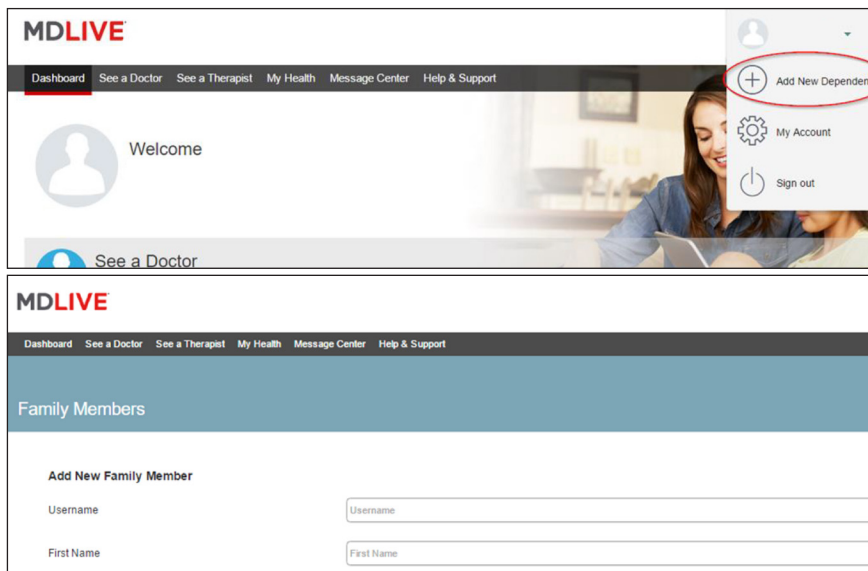 MDLIVE
Dashboard See a Doctor See a Therapist My Health Message Center Help & Support
Add New Dependen
My Account
Sign out
Welcome
See a Doctor
MDLIVE
Dashboard See a Doctor See a Therapist My Health Message Center Help & Support
Family Members
Add New Family Member
Username Username
First Name First Name